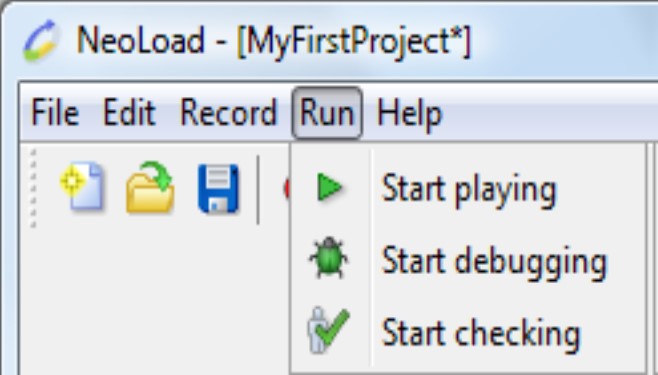 NeoLoad - [MyFirstProject*]
File Edit Record Run Help
Start playing
Start debugging
Start checking